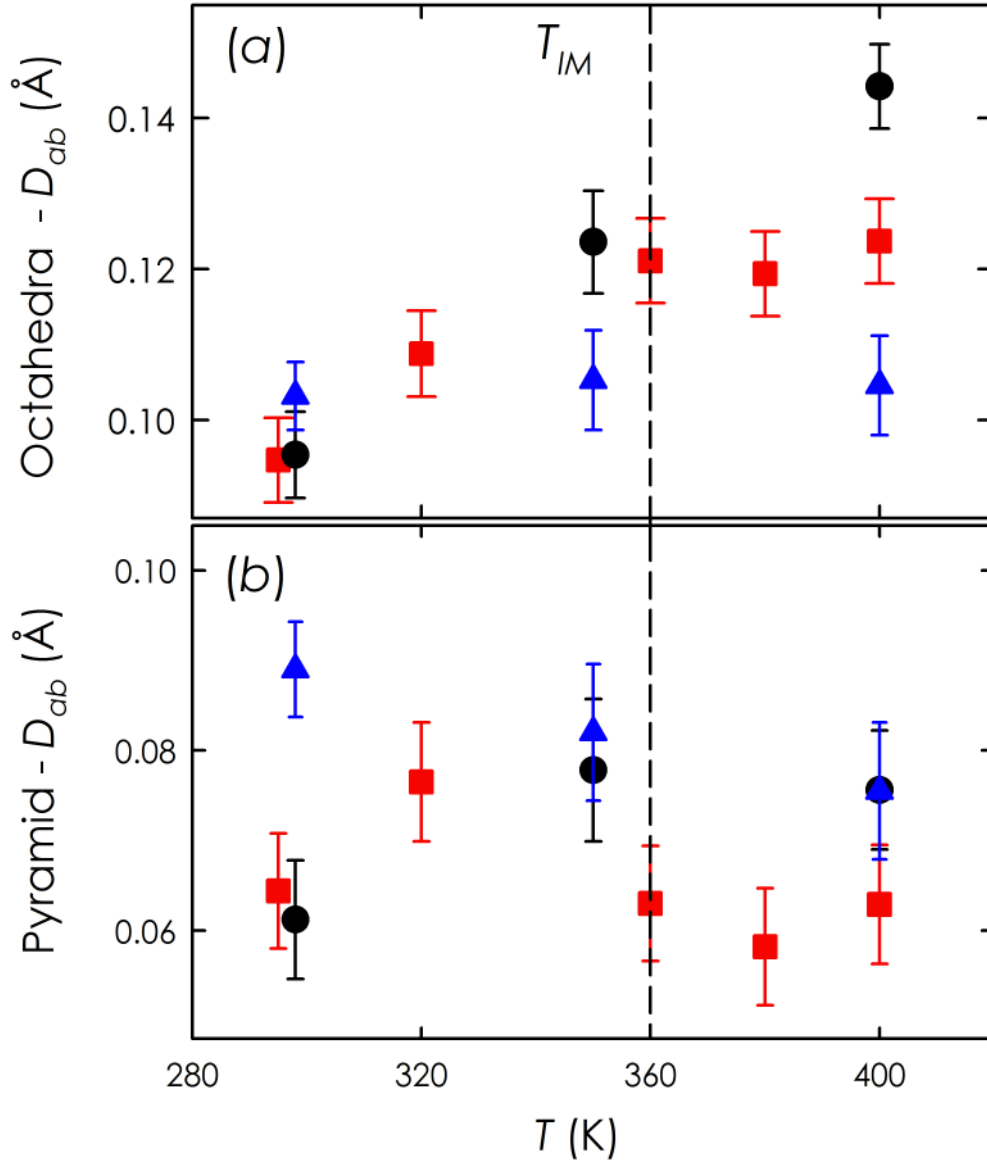 (a)
T_IM
Octahedra - D_ab (Å)
0.14
0.12
0.10
(b)
Pyramid - D_ab (Å)
0.10
0.08
0.06
280
320
360
400
T (K)